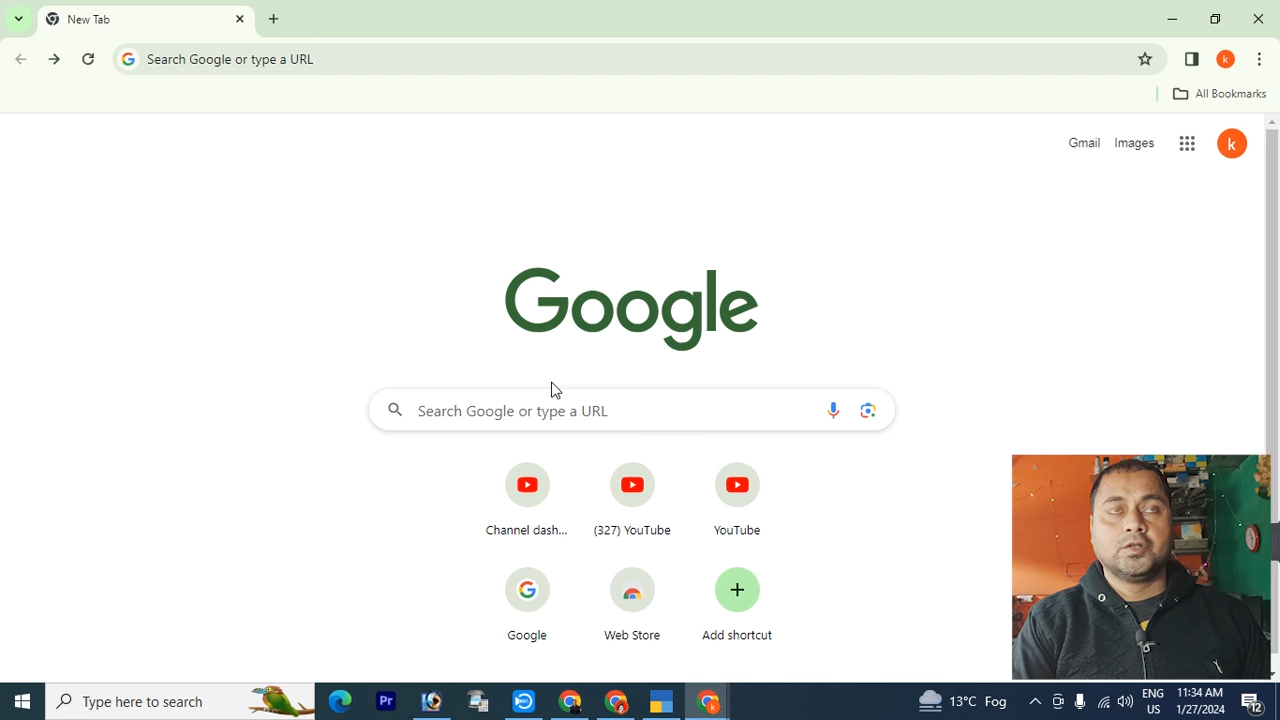 New Tab
Search Google or type a URL
k
All Bookmarks
Gmail Images
k
Google
Search Google or type a URL
Channel dash... (327) YouTube YouTube
Google Web Store Add shortcut
Type here to search
Pr
13°C Fog
ENG
US
11:34 AM
1/27/2024
12